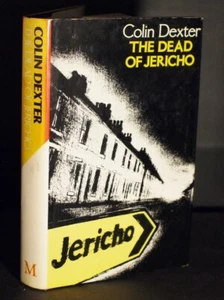 Colin Dexter
THE DEAD
OF JERICHO
Jericho
COLIN DEXTER
M